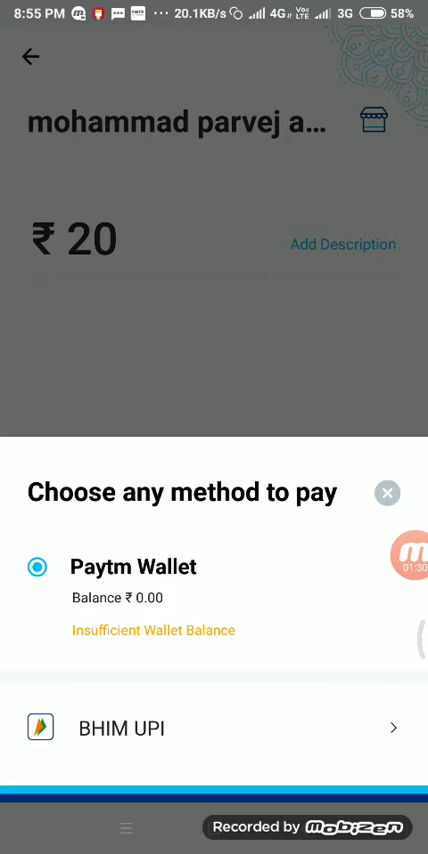 8:55 PM ... 20.1KB/s 4G VoLTE 3G 58%
mohammad parvej a...
₹ 20
Add Description
Choose any method to pay
Paytm Wallet
Balance ₹ 0.00
01:30
Insufficient Wallet Balance
BHIM UPI
Recorded by mobizen